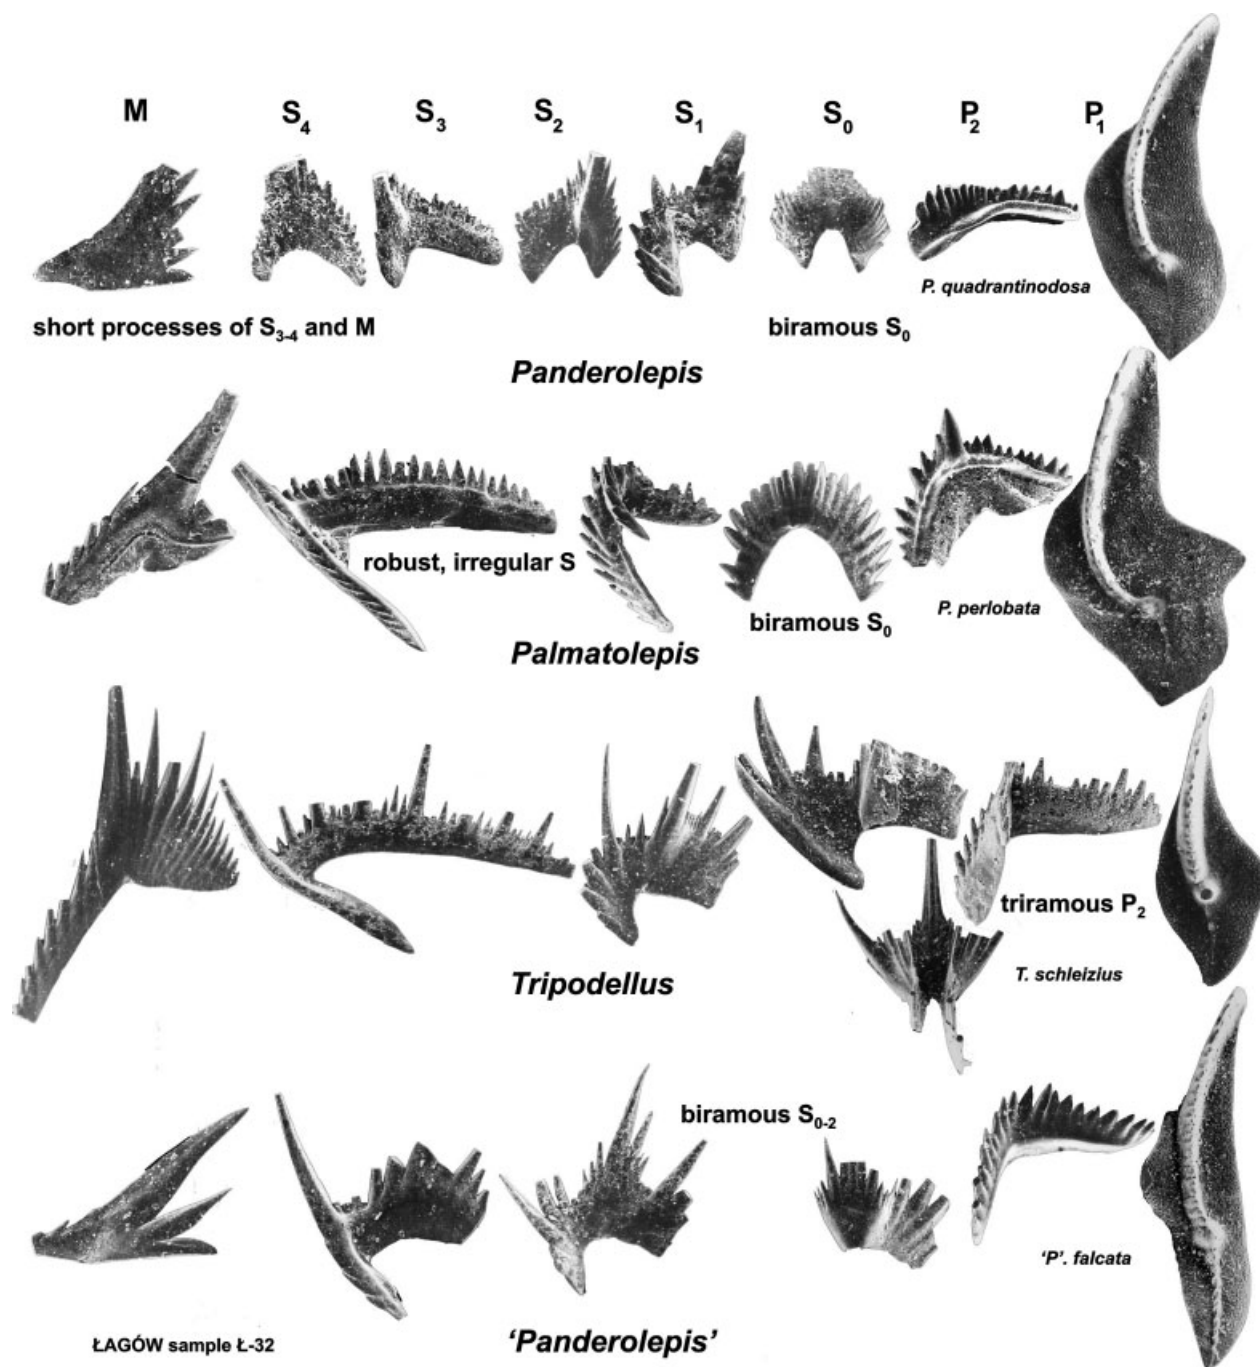 M S₄ S₃ S₂ S₁ S₀ P₂ P₁
P. quadrantinodosa
short processes of S₃₋₄ and M
biramous S₀
Panderolepis
robust, irregular S
P. perlobata
biramous S₀
Palmatolepis
triramous P₂
T. schleizius
Tripodellus
biramous S₀₋₂
‘P’. falcata
ŁAGÓW sample Ł-32
‘Panderolepis’